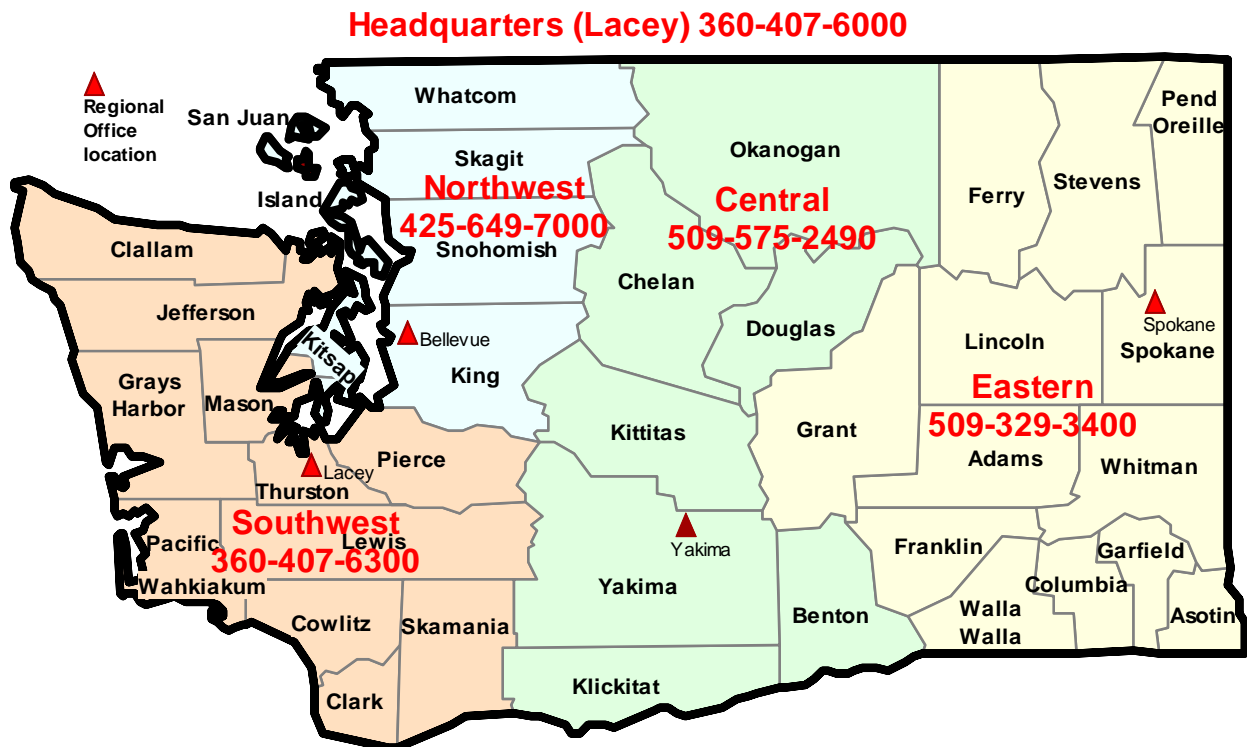 Headquarters (Lacey) 360-407-6000
Regional
Office
location
San Juan
Island
Whatcom
Skagit
Northwest
425-649-7000
Snohomish
King
Kitsap
Bellevue
Okanogan
Central
509-575-2490
Chelan
Douglas
Kittitas
Yakima
Yakima
Klickitat
Benton
Pend
Oreille
Stevens
Ferry
Lincoln
Spokane
Spokane
Eastern
509-329-3400
Grant
Adams
Whitman
Franklin
Walla
Walla
Columbia
Garfield
Asotin
Clallam
Jefferson
Grays
Harbor
Mason
Pierce
Lacey
Thurston
Southwest
360-407-6300
Lewis
Pacific
Wahkiakum
Cowlitz
Skamania
Clark